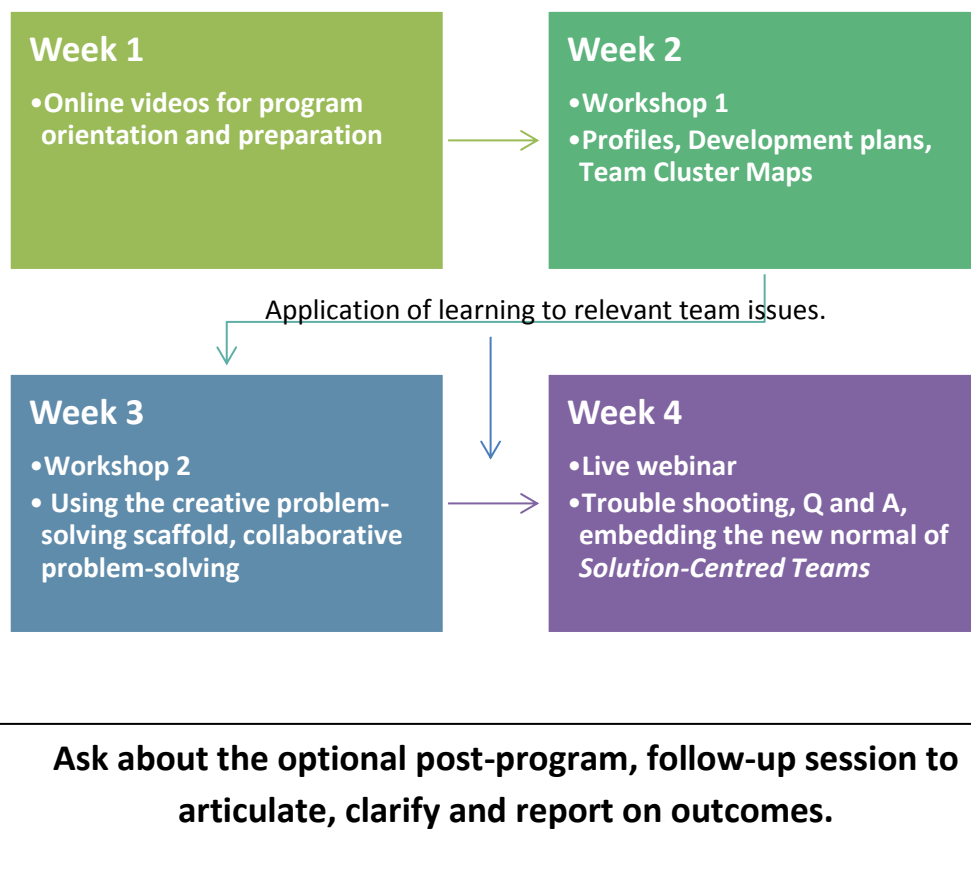 Week 1
•Online videos for program
orientation and preparation
Week 2
•Workshop 1
•Profiles, Development plans,
Team Cluster Maps
Application of learning to relevant team issues.
Week 3
•Workshop 2
• Using the creative problem-
solving scaffold, collaborative
problem-solving
Week 4
•Live webinar
•Trouble shooting, Q and A,
embedding the new normal of
Solution-Centred Teams
Ask about the optional post-program, follow-up session to
articulate, clarify and report on outcomes.